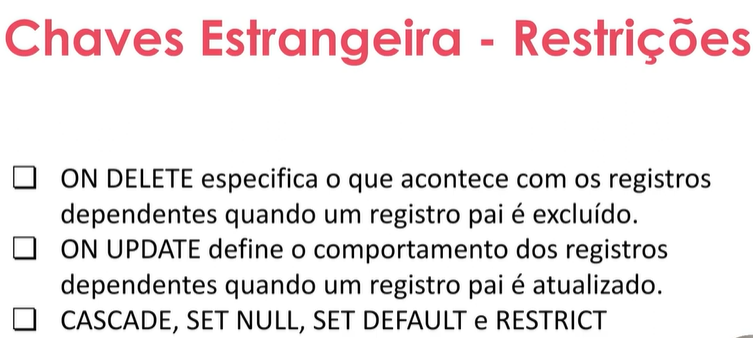 Chaves Estrangeira - Restrições
☐ ON DELETE especifica o que acontece com os registros
dependentes quando um registro pai é excluído.
☐ ON UPDATE define o comportamento dos registros
dependentes quando um registro pai é atualizado.
☐ CASCADE, SET NULL, SET DEFAULT e RESTRICT